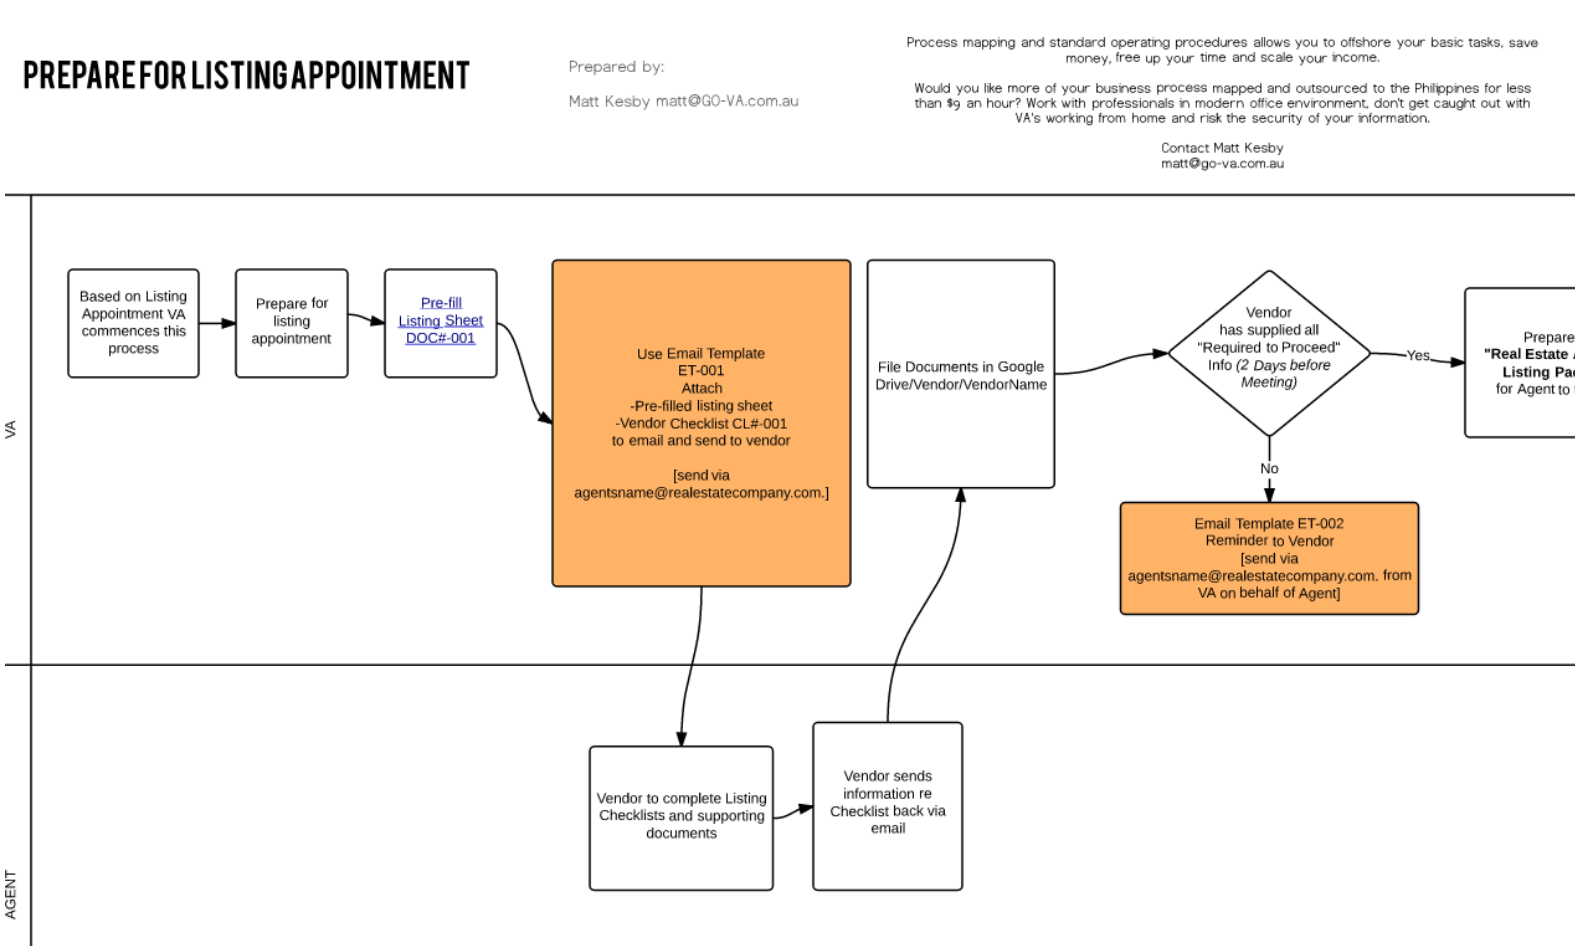 PREPARE FOR LISTING APPOINTMENT
Prepared by:
Matt Kesby matt@GO-VA.com.au
Process mapping and standard operating procedures allows you to offshore your basic tasks, save
money, free up your time and scale your income.
Would you like more of your business process mapped and outsourced to the Philippines for less
than $9 an hour? Work with professionals in modern office environment, don't get caught out with
VA's working from home and risk the security of your information.
Contact Matt Kesby
matt@go-va.com.au
VA
Based on Listing
Appointment VA
commences this
process
Prepare for
listing
appointment
Pre-fill
Listing Sheet
DOC#-001
Use Email Template
ET-001
Attach
-Pre-filled listing sheet
-Vendor Checklist CL#-001
to email and send to vendor
[send via
agentsname@realestatecompany.com.]
File Documents in Google
Drive/Vendor/VendorName
Vendor
has supplied all
"Required to Proceed"
Info (2 Days before
Meeting)
Yes
Prepare
"Real Estate
Listing
for Agent to
No
Email Template ET-002
Reminder to Vendor
[send via
agentsname@realestatecompany.com. from
VA on behalf of Agent]
AGENT
Vendor to complete Listing
Checklists and supporting
documents
Vendor sends
information re
Checklist back via
email